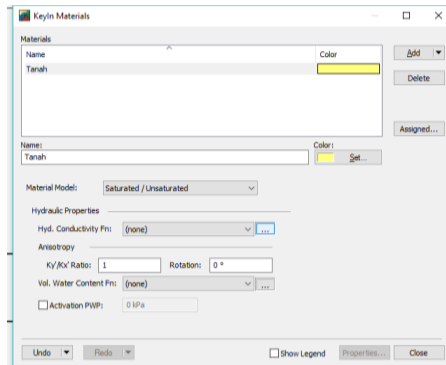 KeyIn Materials
Materials
Name Color
Add
Tanah
Delete
Assigned...
Name: Color:
Tanah Set...
Material Model: Saturated / Unsaturated
Hydraulic Properties
Hyd. Conductivity Fn: (none) ...
Anisotropy
Ky'/Kx' Ratio: 1 Rotation: 0 °
Vol. Water Content Fn: (none) ...
Activation PWP: 0 kPa
Undo Redo Show Legend Properties... Close